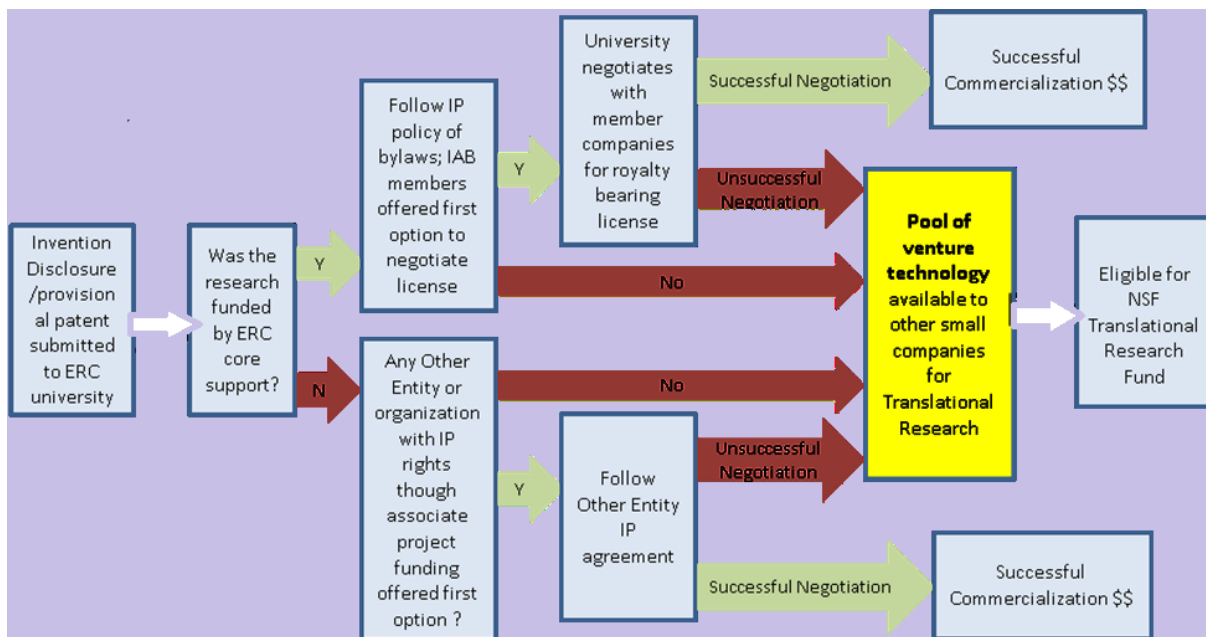 Invention
Disclosure
/provision
al patent
submitted
to ERC
university
Was the
research
funded
by ERC
core
support?
Y
N
Follow IP
policy of
bylaws; IAB
members
offered first
option to
negotiate
license
Y
No
University
negotiates
with
member
companies
for royalty
bearing
license
Successful Negotiation
Successful
Commercialization $$
Unsuccessful
Negotiation
Any Other
Entity or
organization
with IP
rights
though
associate
project
funding
offered first
option ?
No
Y
Follow
Other Entity
IP
agreement
Unsuccessful
Negotiation
Successful Negotiation
Successful
Commercialization $$
Pool of
venture
technology
available to
other small
companies
for
Translational
Research
Eligible for
NSF
Translational
Research
Fund